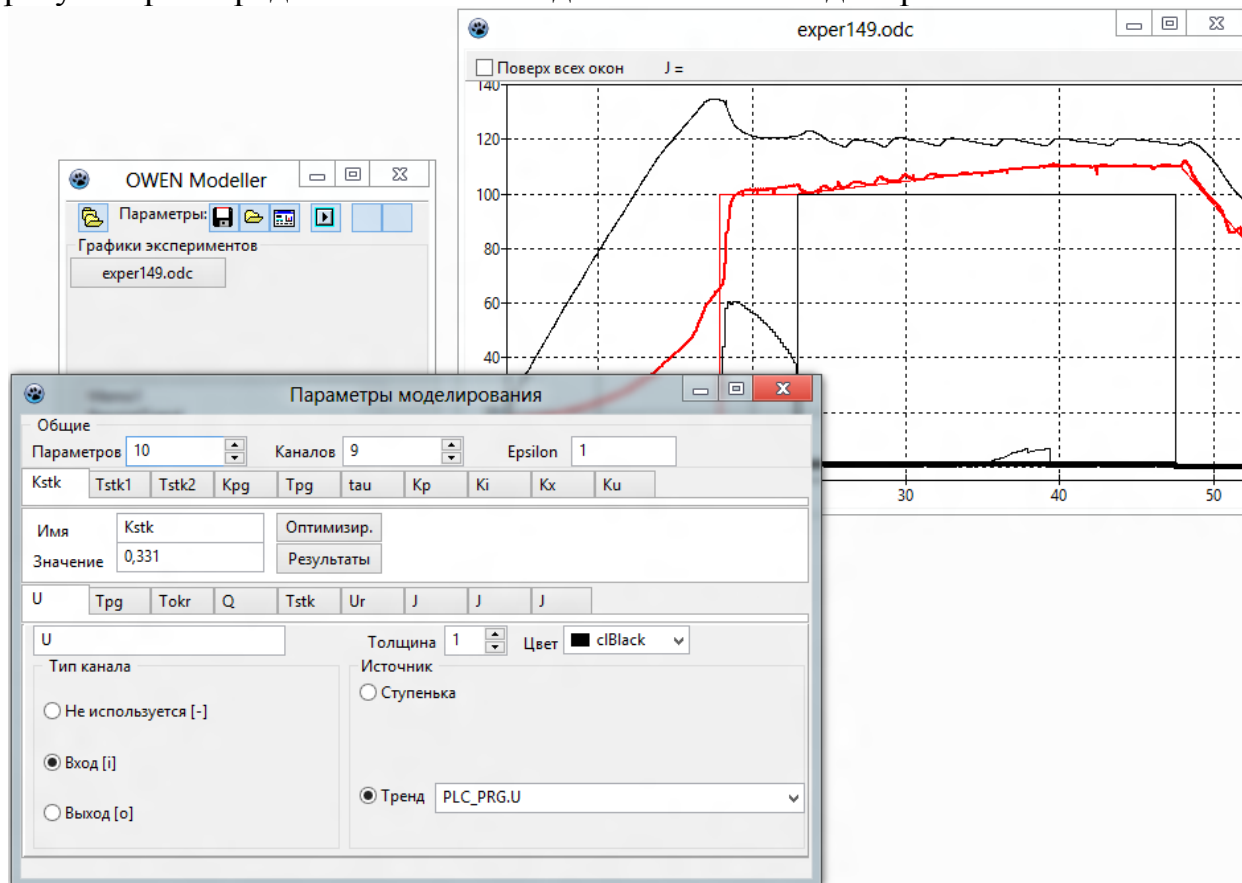 exper149.odc
Поверх всех окон J =
140
120
100
80
60
40
30 40 50
OWEN Modeller
Параметры:
Графики экспериментов
exper149.odc
Параметры моделирования
Общие
Параметров 10 Каналов 9 Epsilon 1
Kstk Tstk1 Tstk2 Kpg Tpg tau Kp Ki Kx Ku
Имя Kstk Оптимизир.
Значение 0,331 Результаты
U Tpg Tokr Q Tstk Ur J J J
U Толщина 1 Цвет clBlack
Тип канала Источник
Ступенька
Не используется [-]
Вход [i]
Тренд PLC_PRG.U
Выход [o]